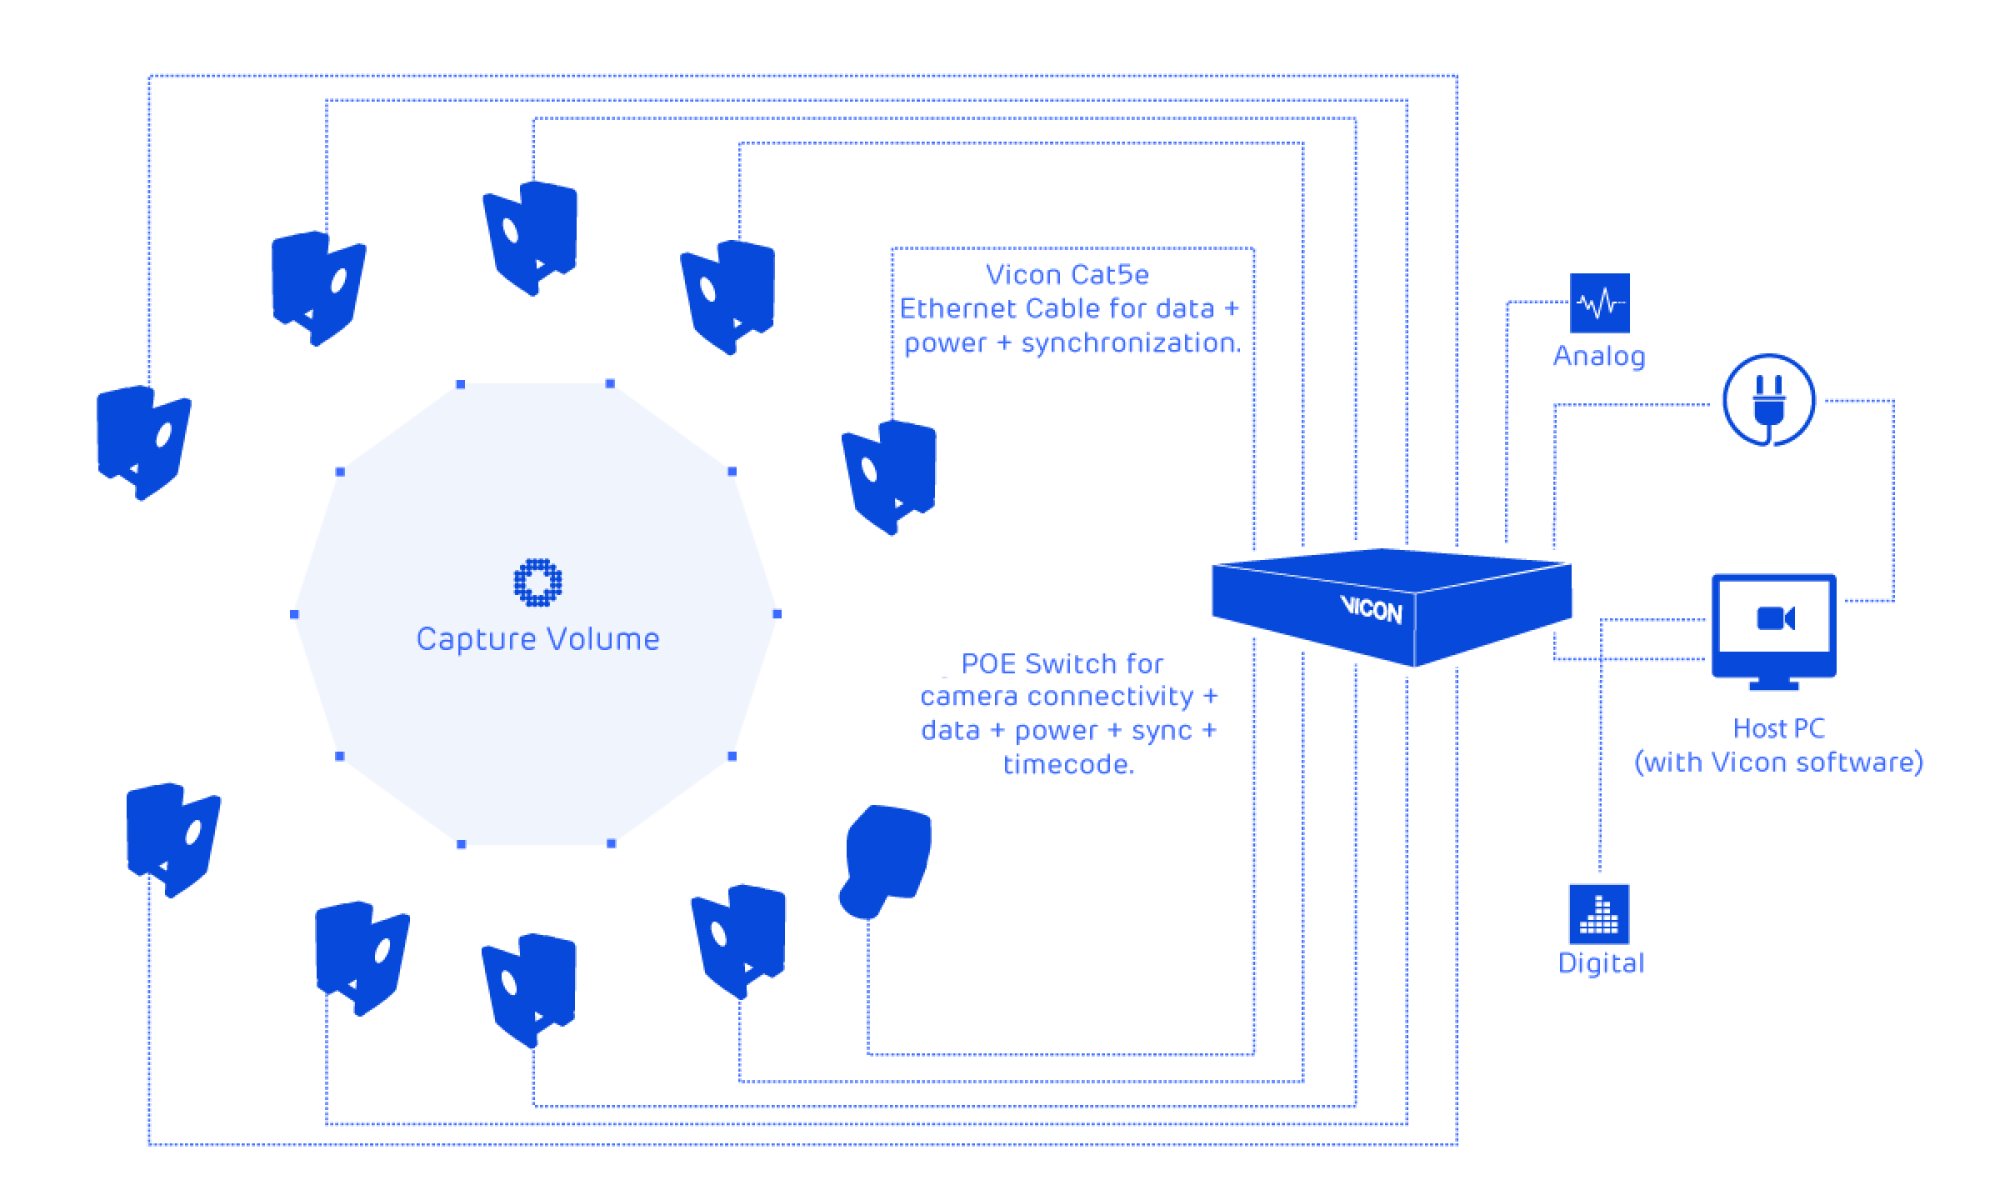 Vicon Cat5e
Ethernet Cable for data +
power + synchronization.
Analog
VICON
Capture Volume
POE Switch for
camera connectivity +
data + power + sync +
timecode.
Host PC
(with Vicon software)
Digital